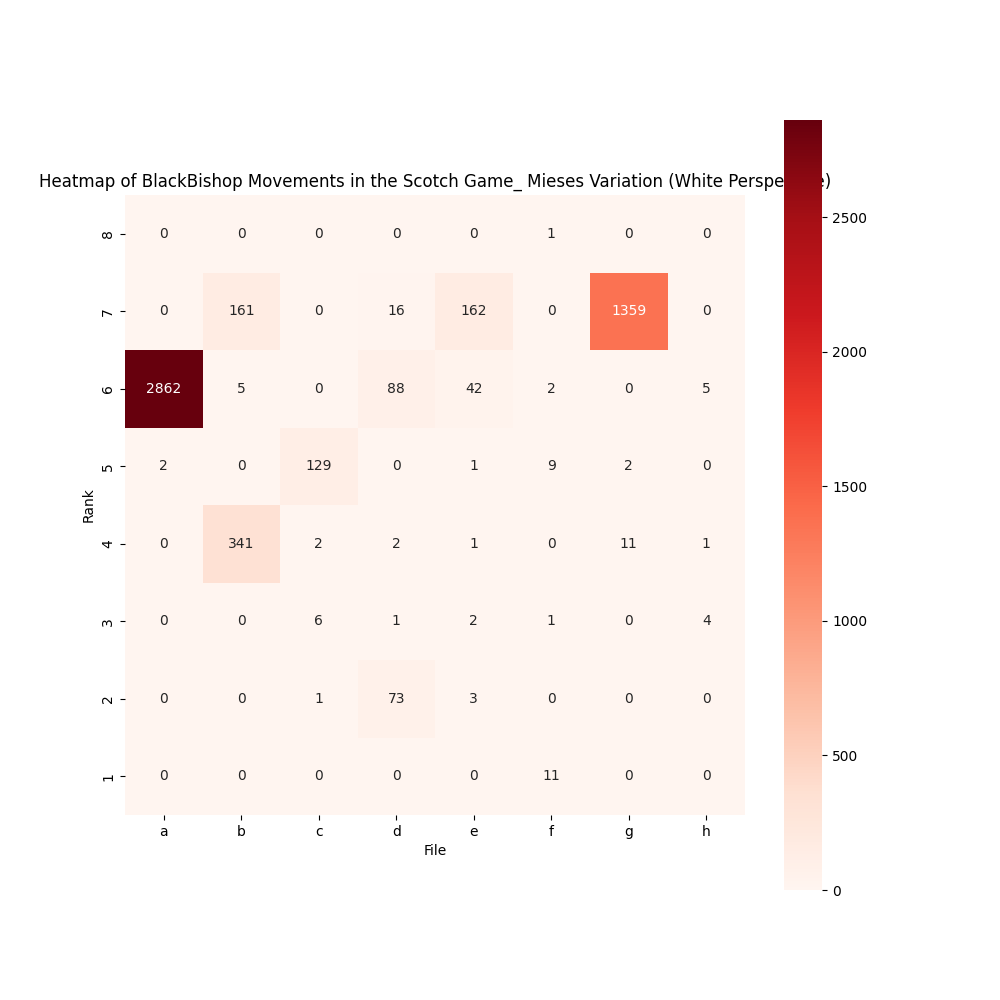 Heatmap of BlackBishop Movements in the Scotch Game_ Mieses Variation (White Perspe e)
8 0 0 0 0 0 1 0 0
7 0 161 0 16 162 0 1359 0
6 2862 5 0 88 42 2 0 5
5 2 0 129 0 1 9 2 0
4 0 341 2 2 1 0 11 1
3 0 0 6 1 2 1 0 4
2 0 0 1 73 3 0 0 0
1 0 0 0 0 0 11 0 0
a b c d e f g h
File
Rank
2500
2000
1500
1000
500
0